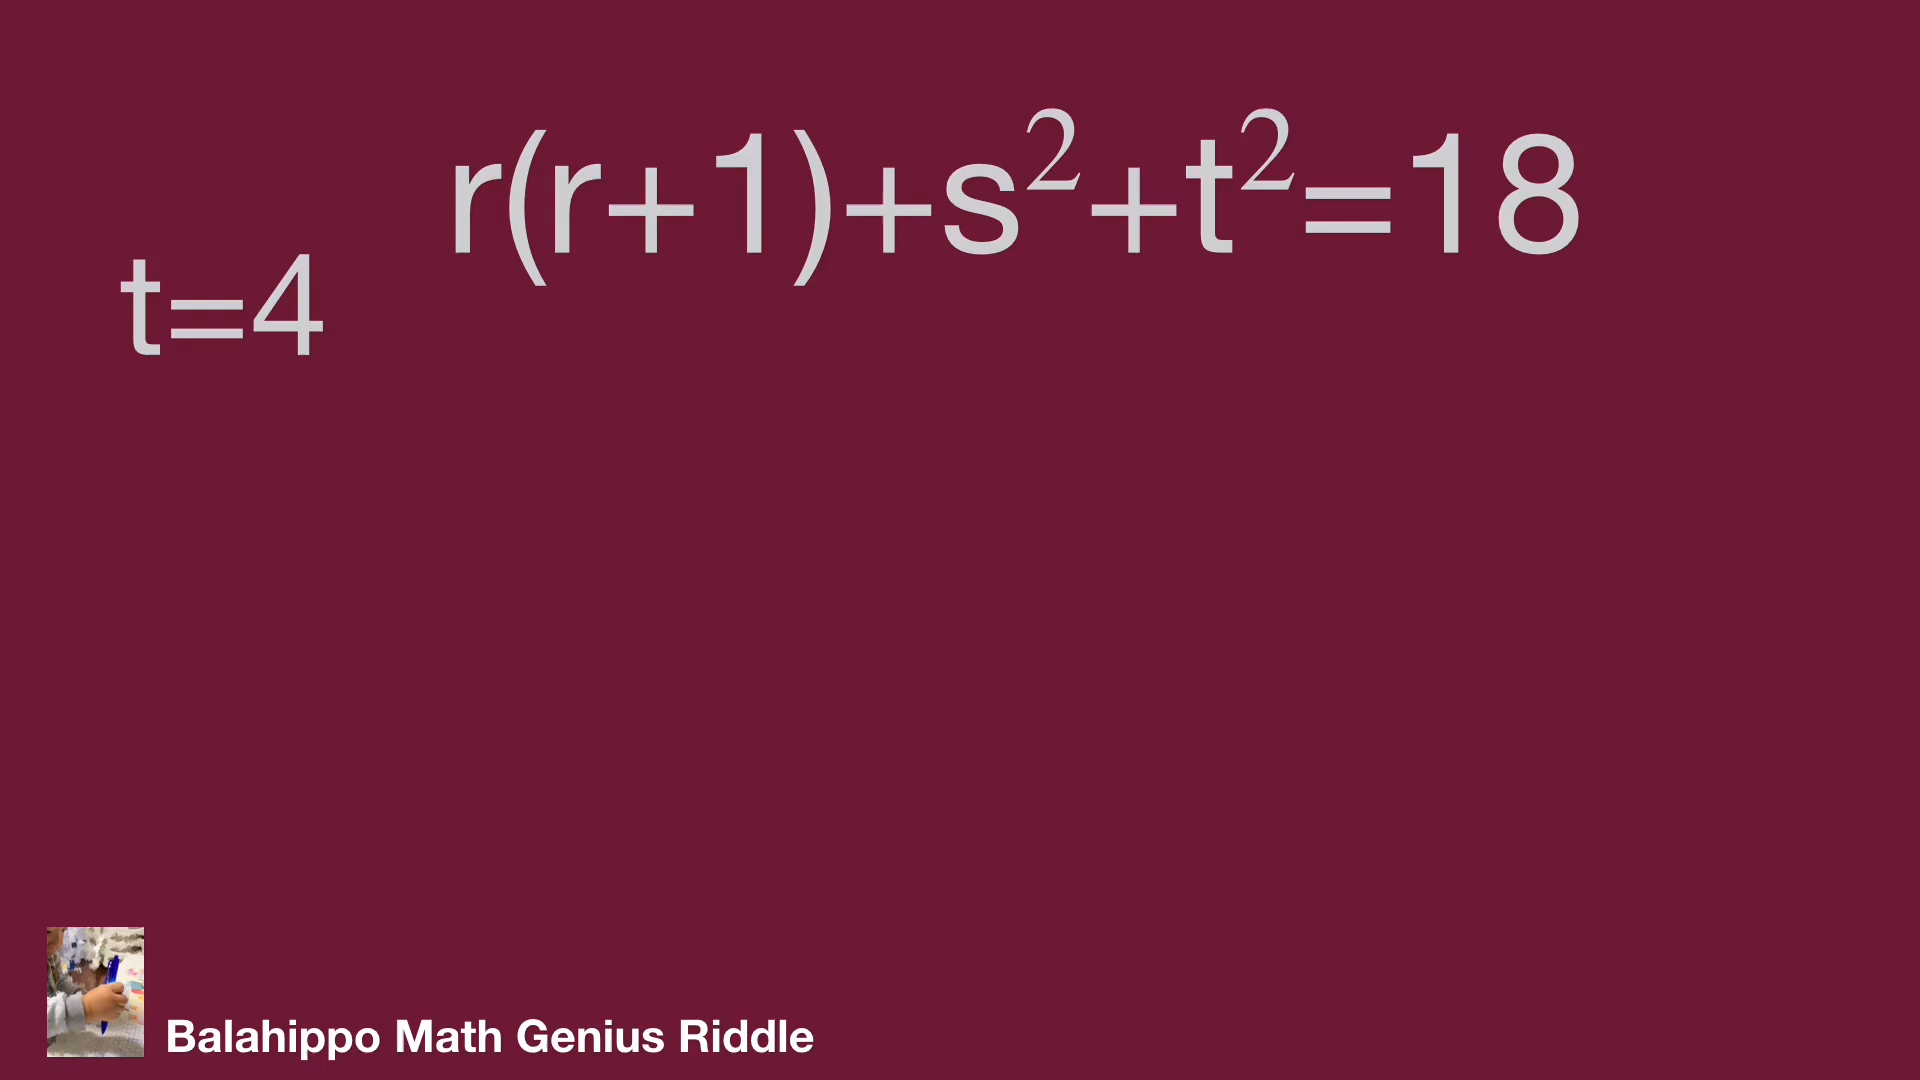 r(r+1)+s²+t²=18
t=4
Balahippo Math Genius Riddle